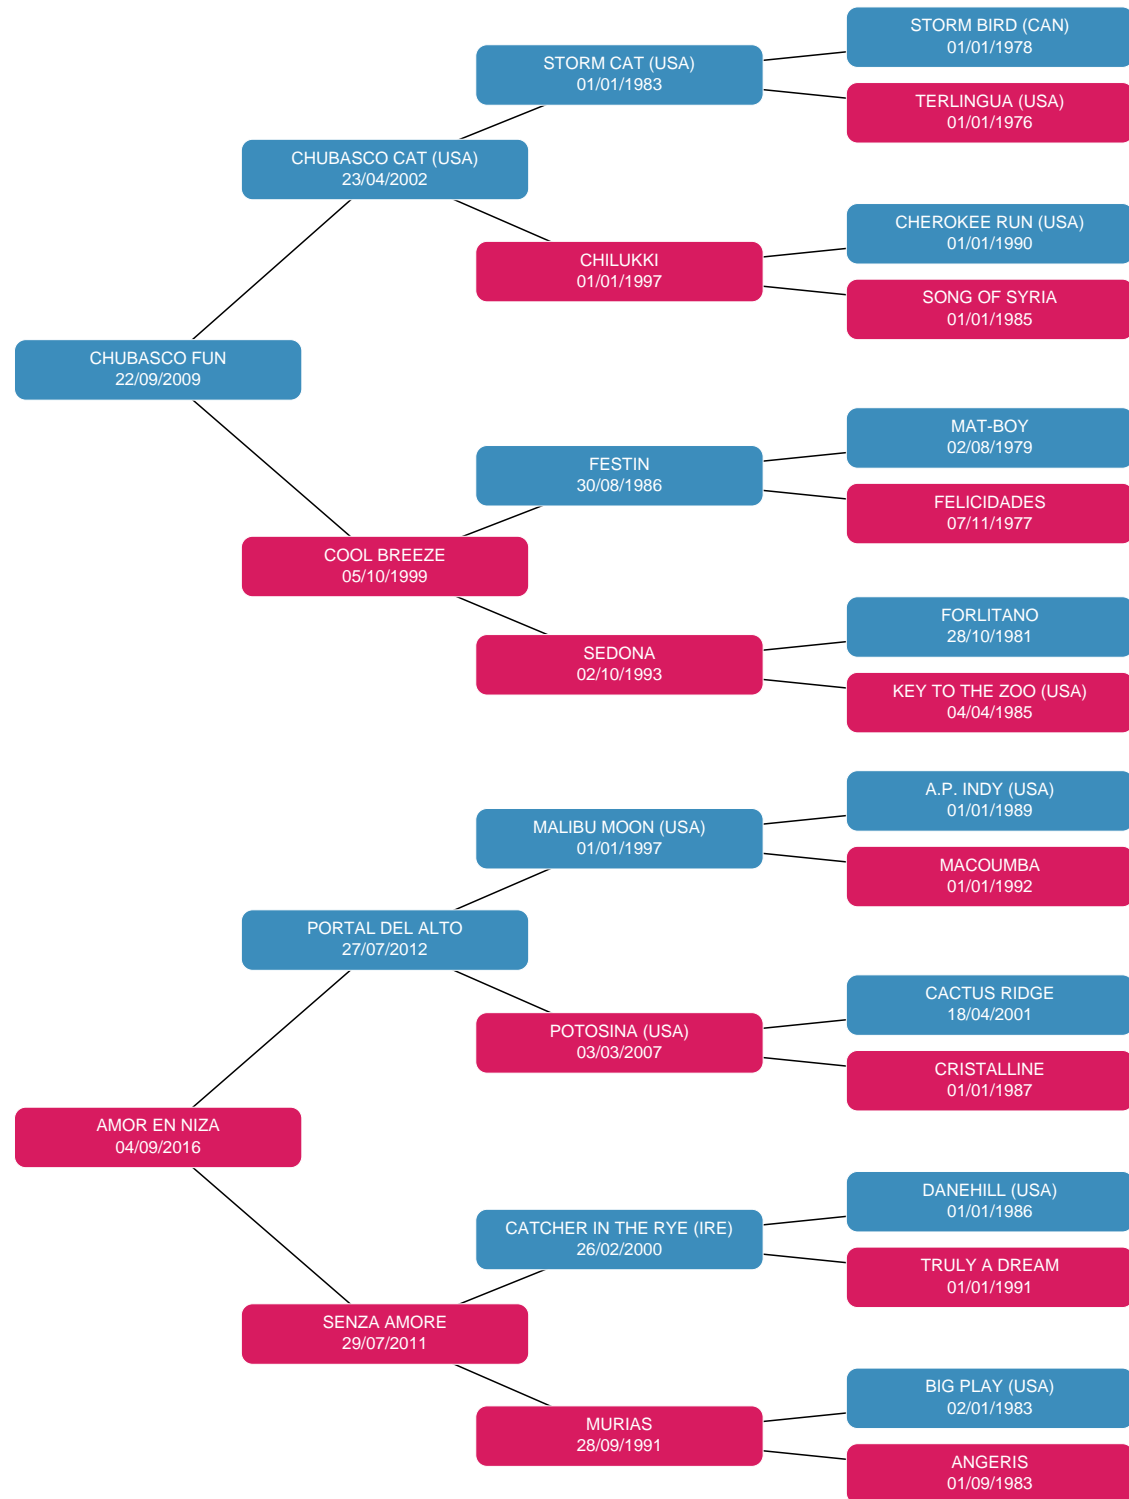 STORM BIRD (CAN)
01/01/1978
STORM CAT (USA)
01/01/1983
TERLINGUA (USA)
01/01/1976
CHUBASCO CAT (USA)
23/04/2002
CHEROKEE RUN (USA)
01/01/1990
CHILUKKI
01/01/1997
SONG OF SYRIA
01/01/1985
CHUBASCO FUN
22/09/2009
MAT-BOY
02/08/1979
FESTIN
30/08/1986
FELICIDADES
07/11/1977
COOL BREEZE
05/10/1999
FORLITANO
28/10/1981
SEDONA
02/10/1993
KEY TO THE ZOO (USA)
04/04/1985
A.P. INDY (USA)
01/01/1989
MALIBU MOON (USA)
01/01/1997
MACOUMBA
01/01/1992
PORTAL DEL ALTO
27/07/2012
CACTUS RIDGE
18/04/2001
POTOSINA (USA)
03/03/2007
CRISTALLINE
01/01/1987
AMOR EN NIZA
04/09/2016
DANEHILL (USA)
01/01/1986
CATCHER IN THE RYE (IRE)
26/02/2000
TRULY A DREAM
01/01/1991
SENZA AMORE
29/07/2011
BIG PLAY (USA)
02/01/1983
MURIAS
28/09/1991
ANGERIS
01/09/1983